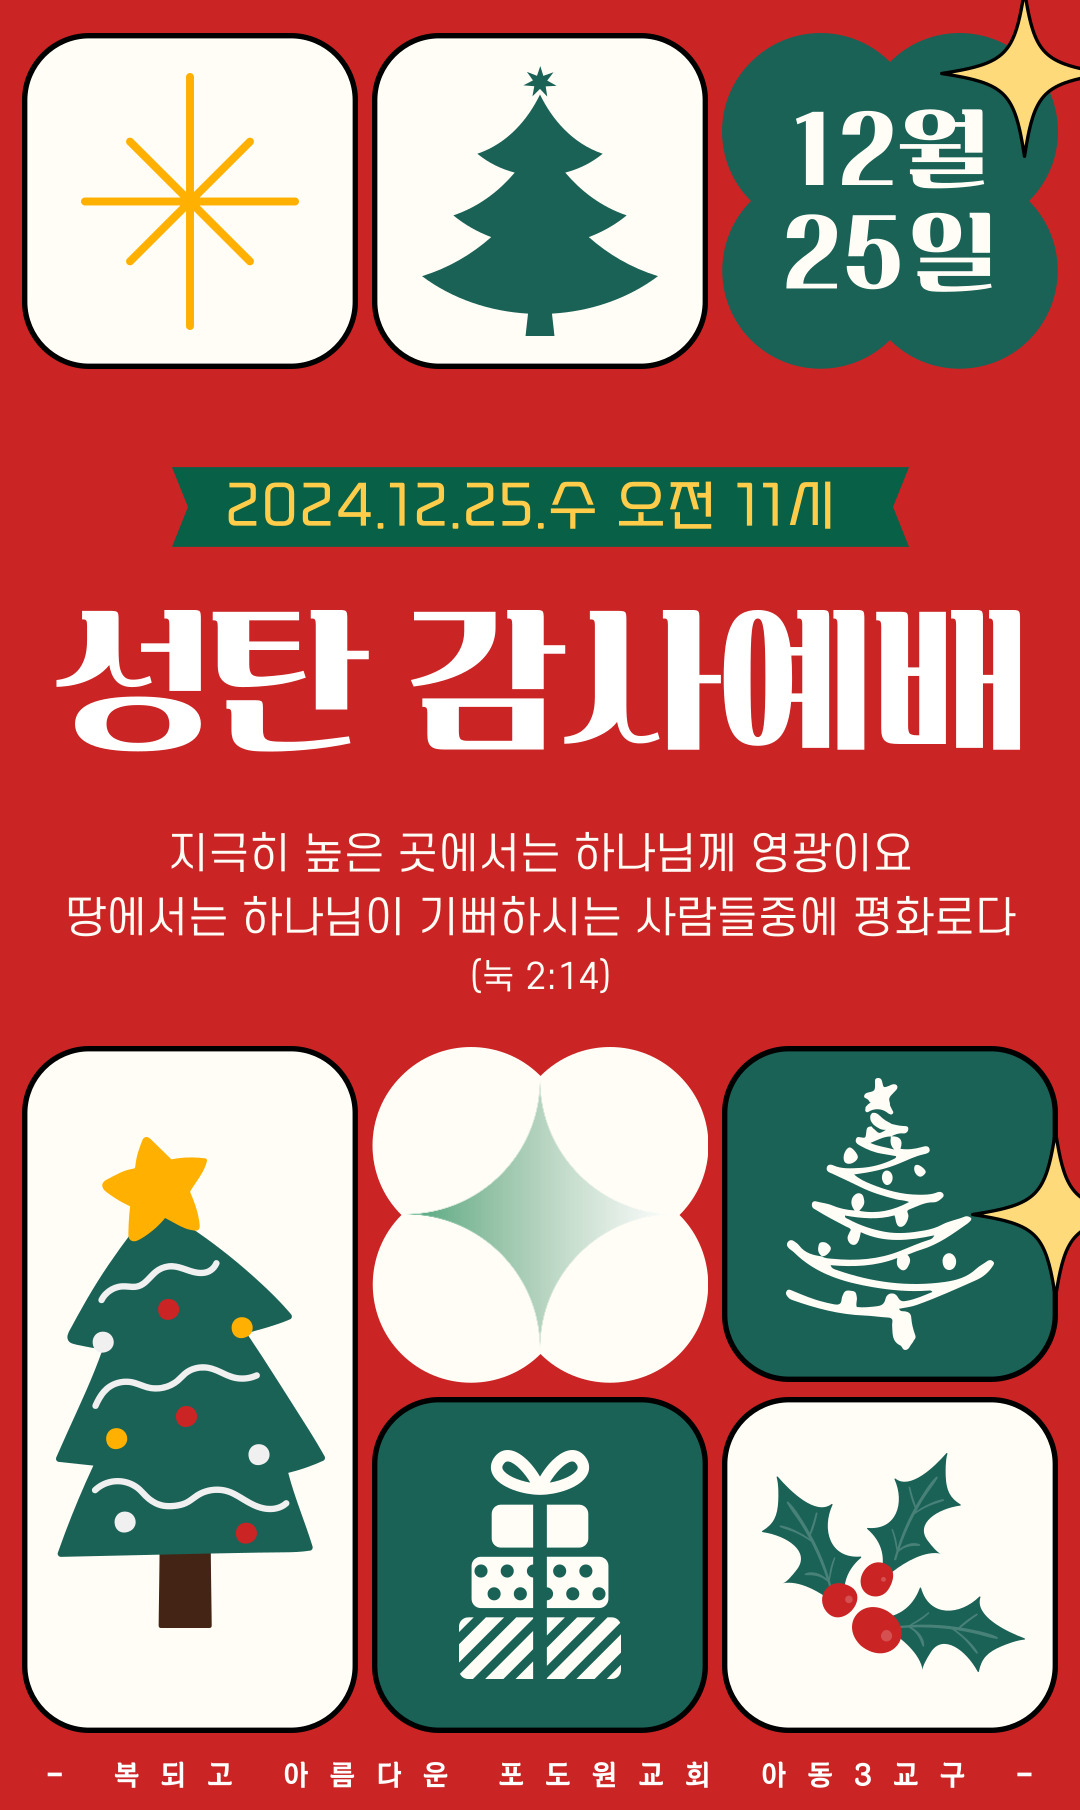 12월
25일
2024.12.25.수 오전 11시
성탄 감사예배
지극히 높은 곳에서는 하나님께 영광이요
땅에서는 하나님이 기뻐하시는 사람들중에 평화로다
(눅 2:14)
- 복되고 아름다운 포도원교회 아동3교구 -